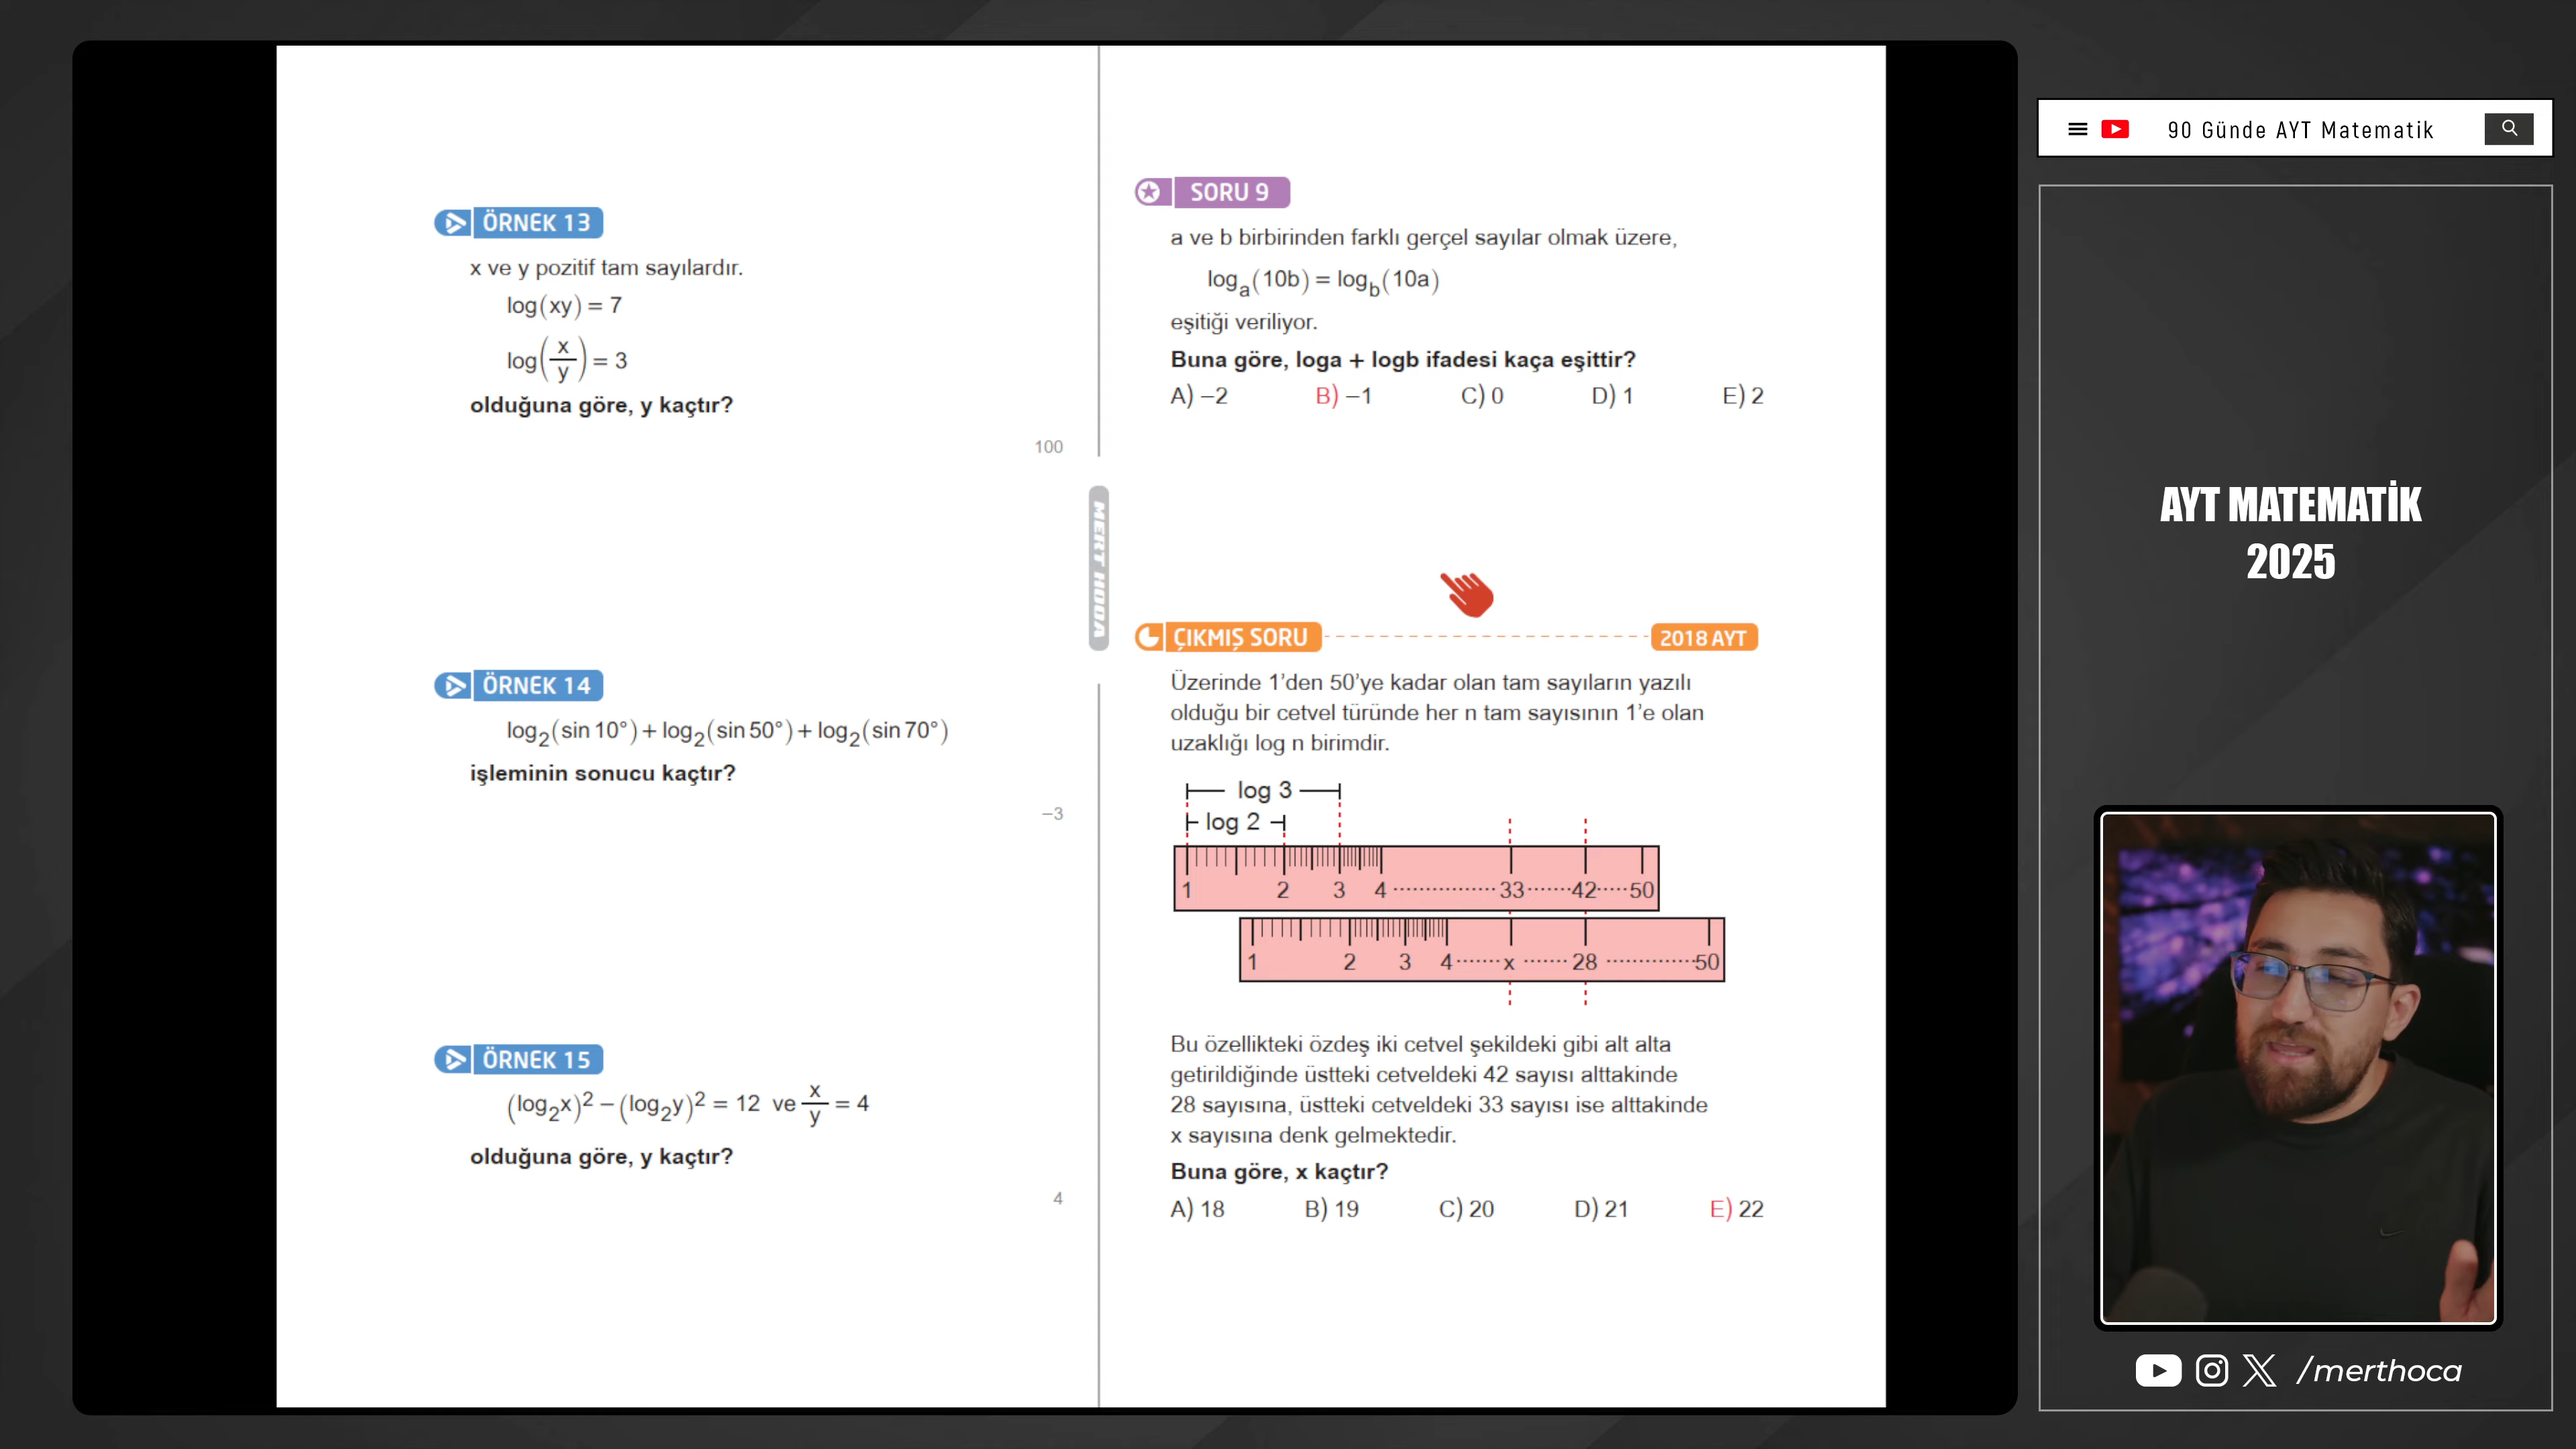 ÖRNEK 13
x ve y pozitif tam sayılardır.
log(xy) = 7
log(x/y) = 3
olduğuna göre, y kaçtır?
100
ÖRNEK 14
log₂(sin 10°) + log₂(sin 50°) + log₂(sin 70°)
işleminin sonucu kaçtır?
−3
ÖRNEK 15
(log₂x)² − (log₂y)² = 12 ve x/y = 4
olduğuna göre, y kaçtır?
4
MERT HOCA
SORU 9
a ve b birbirinden farklı gerçel sayılar olmak üzere,
logₐ(10b) = log_b(10a)
eşitiği veriliyor.
Buna göre, loga + logb ifadesi kaça eşittir?
A) −2 B) −1 C) 0 D) 1 E) 2
ÇIKMIŞ SORU 2018 AYT
Üzerinde 1’den 50’ye kadar olan tam sayıların yazılı
olduğu bir cetvel türünde her n tam sayısının 1’e olan
uzaklığı log n birimdir.
log 3
log 2
1 2 3 4 33 42 50
1 2 3 4 x 28 50
Bu özellikteki özdeş iki cetvel şekildeki gibi alt alta
getirildiğinde üstteki cetveldeki 42 sayısı alttakinde
28 sayısına, üstteki cetveldeki 33 sayısı ise alttakinde
x sayısına denk gelmektedir.
Buna göre, x kaçtır?
A) 18 B) 19 C) 20 D) 21 E) 22
90 Günde AYT Matematik
AYT MATEMATİK
2025
/merthoca